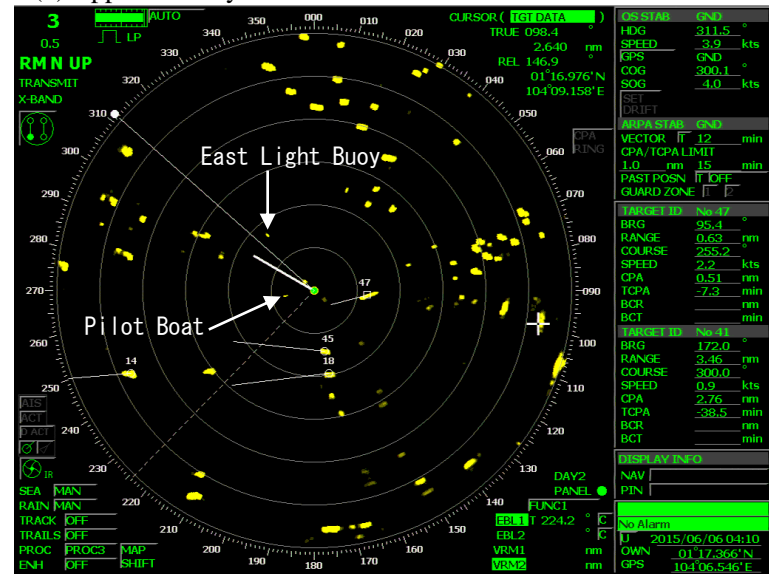 3
0.5
AUTO
LP
RM N UP
TRANSMIT
X-BAND
CURSOR ( TGT DATA )
TRUE 098.4 °
2.640 nm
REL 146.9 °
01°16.976'N
104°09.158'E
CPA
RING
000
010
020
030
040
050
060
070
080
090
100
110
120
130
140
150
160
170
180
190
200
210
220
230
240
250
260
270
280
290
300
310
320
330
340
350
East Light Buoy
Pilot Boat
47
45
18
14
AIS
ACT
D ACT
IR
SEA MAN
RAIN MAN
TRACK OFF
TRAILS OFF
PROC PROC3 MAP
ENH OFF SHIFT
DAY2
PANEL
FUNC1
EBL1 T 224.2 ° C
EBL2 ° C
VRM1 nm
VRM2 nm
OS STAB GND
HDG 311.5 °
SPEED 3.9 kts
GPS GND
COG 300.1 °
SOG 4.0 kts
SET
DRIFT
ARPA STAB GND
VECTOR T 12 min
CPA/TCPA LIMIT
1.0 nm 15 min
PAST POSN T OFF
GUARD ZONE 1 2
TARGET ID No 47
BRG 95.4 °
RANGE 0.63 nm
COURSE 255.2 °
SPEED 2.2 kts
CPA 0.51 nm
TCPA -7.3 min
BCR nm
BCT min
TARGET ID No 41
BRG 172.0 °
RANGE 3.46 nm
COURSE 300.0 °
SPEED 0.9 kts
CPA 2.76 nm
TCPA -38.5 min
BCR nm
BCT min
DISPLAY INFO
NAV
PIN
No Alarm
U 2015/06/06 04:10
OWN 01°17.366'N
GPS 104°06.546'E